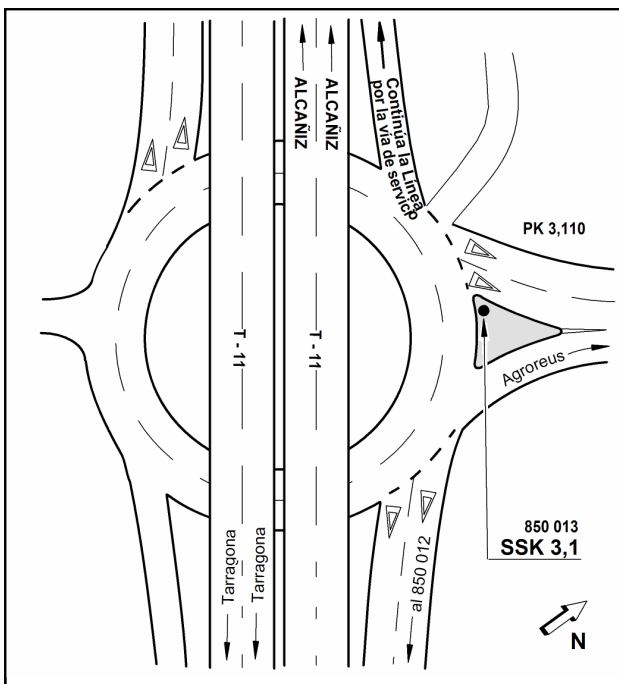 ALCAÑIZ
ALCAÑIZ
Continúa la Línea
por la vía de servicio
PK 3,110
T - 11
T - 11
Agroreus
850 013
SSK 3,1
Tarragona
Tarragona
al 850 012
N